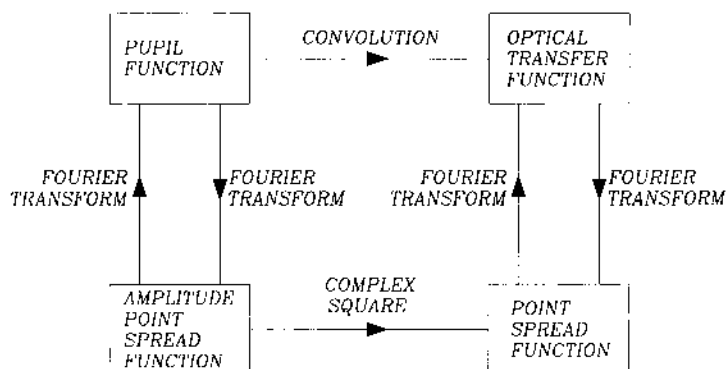 PUPIL
FUNCTION
CONVOLUTION
OPTICAL
TRANSFER
FUNCTION
FOURIER
TRANSFORM
FOURIER
TRANSFORM
FOURIER
TRANSFORM
FOURIER
TRANSFORM
AMPLITUDE
POINT
SPREAD
FUNCTION
COMPLEX
SQUARE
POINT
SPREAD
FUNCTION